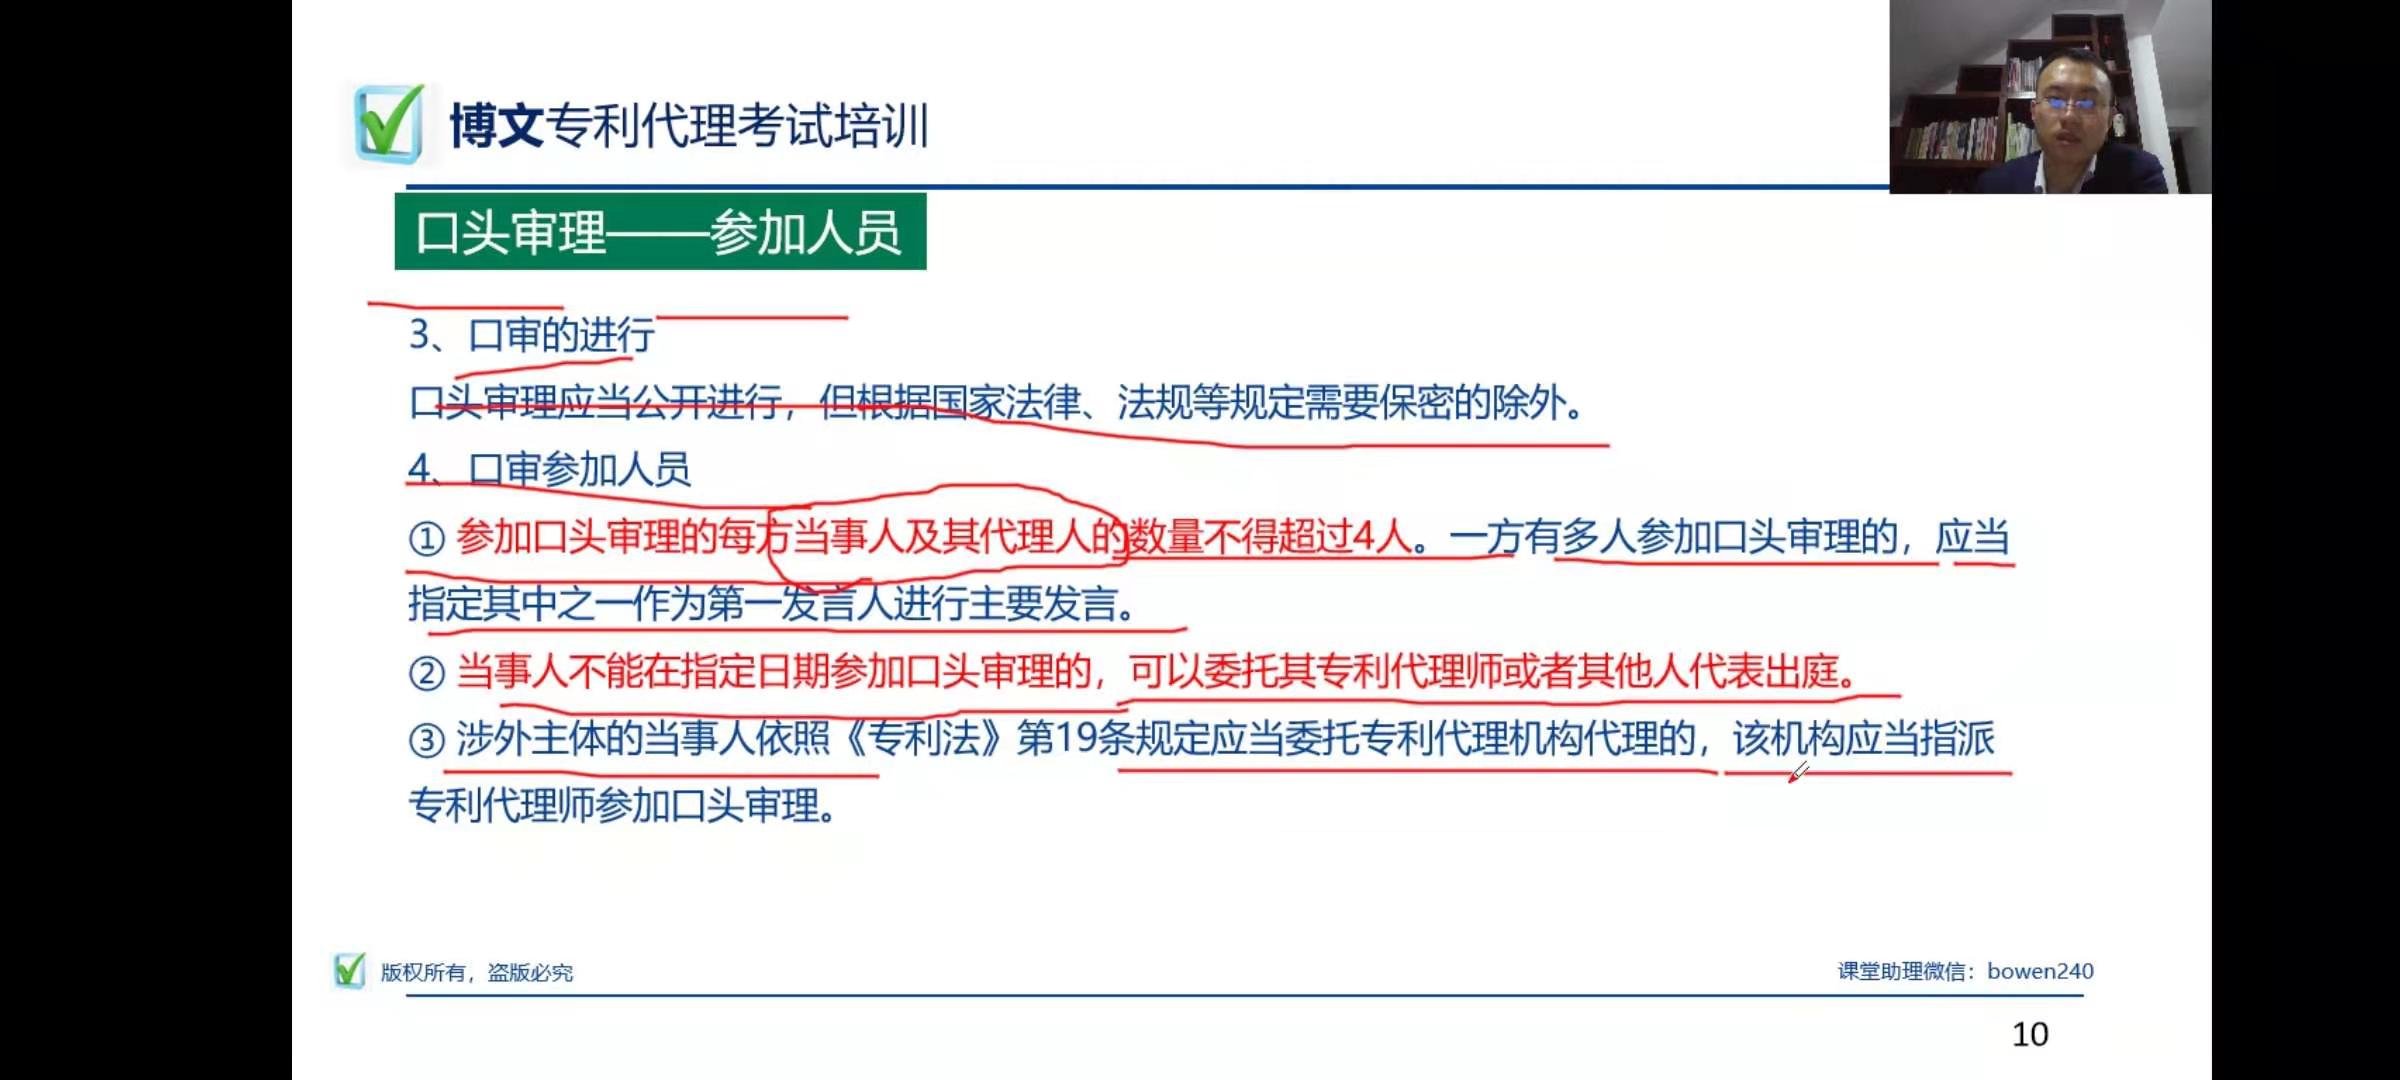 博文专利代理考试培训
口头审理——参加人员
3、口审的进行
口头审理应当公开进行，但根据国家法律、法规等规定需要保密的除外。
4、口审参加人员
① 参加口头审理的每方当事人及其代理人的数量不得超过4人。一方有多人参加口头审理的，应当
指定其中之一作为第一发言人进行主要发言。
② 当事人不能在指定日期参加口头审理的，可以委托其专利代理师或者其他人代表出庭。
③ 涉外主体的当事人依照《专利法》第19条规定应当委托专利代理机构代理的，该机构应当指派
专利代理师参加口头审理。
版权所有，盗版必究
课堂助理微信：bowen240
10